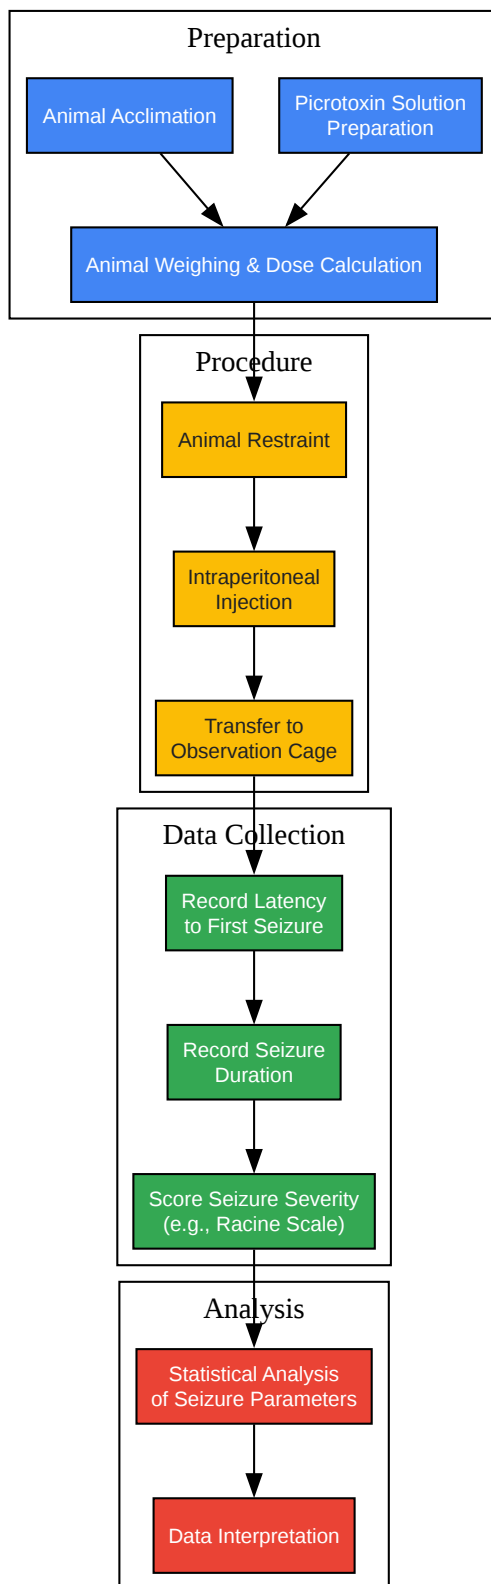 Preparation
Animal Acclimation
Picrotoxin Solution
Preparation
Animal Weighing & Dose Calculation
Procedure
Animal Restraint
Intraperitoneal
Injection
Transfer to
Observation Cage
Data Collection
Record Latency
to First Seizure
Record Seizure
Duration
Score Seizure Severity
(e.g., Racine Scale)
Analysis
Statistical Analysis
of Seizure Parameters
Data Interpretation